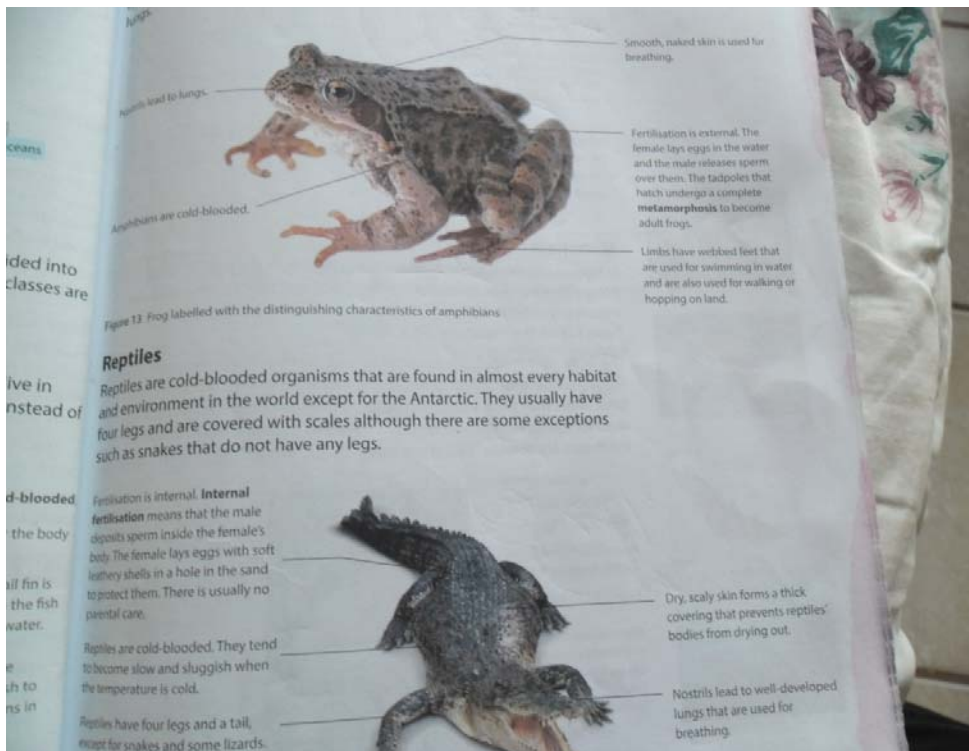 lungs.
Smooth, naked skin is used for
breathing.
Nostrils lead to lungs.
Fertilisation is external. The
female lays eggs in the water
and the male releases sperm
over them. The tadpoles that
hatch undergo a complete
metamorphosis to become
adult frogs.
Amphibians are cold-blooded.
Limbs have webbed feet that
are used for swimming in water
and are also used for walking or
hopping on land.
Figure 13 Frog labelled with the distinguishing characteristics of amphibians
Reptiles
Reptiles are cold-blooded organisms that are found in almost every habitat
and environment in the world except for the Antarctic. They usually have
four legs and are covered with scales although there are some exceptions
such as snakes that do not have any legs.
Fertilisation is internal. Internal
fertilisation means that the male
deposits sperm inside the female's
body. The female lays eggs with soft
leathery shells in a hole in the sand
to protect them. There is usually no
parental care.
Reptiles are cold-blooded. They tend
to become slow and sluggish when
the temperature is cold.
Reptiles have four legs and a tail,
except for snakes and some lizards.
Dry, scaly skin forms a thick
covering that prevents reptiles'
bodies from drying out.
Nostrils lead to well-developed
lungs that are used for
breathing.
ceans
ided into
classes are
ive in
nstead of
d-blooded
the body
ail fin is
the fish
water.
sh to
ns in